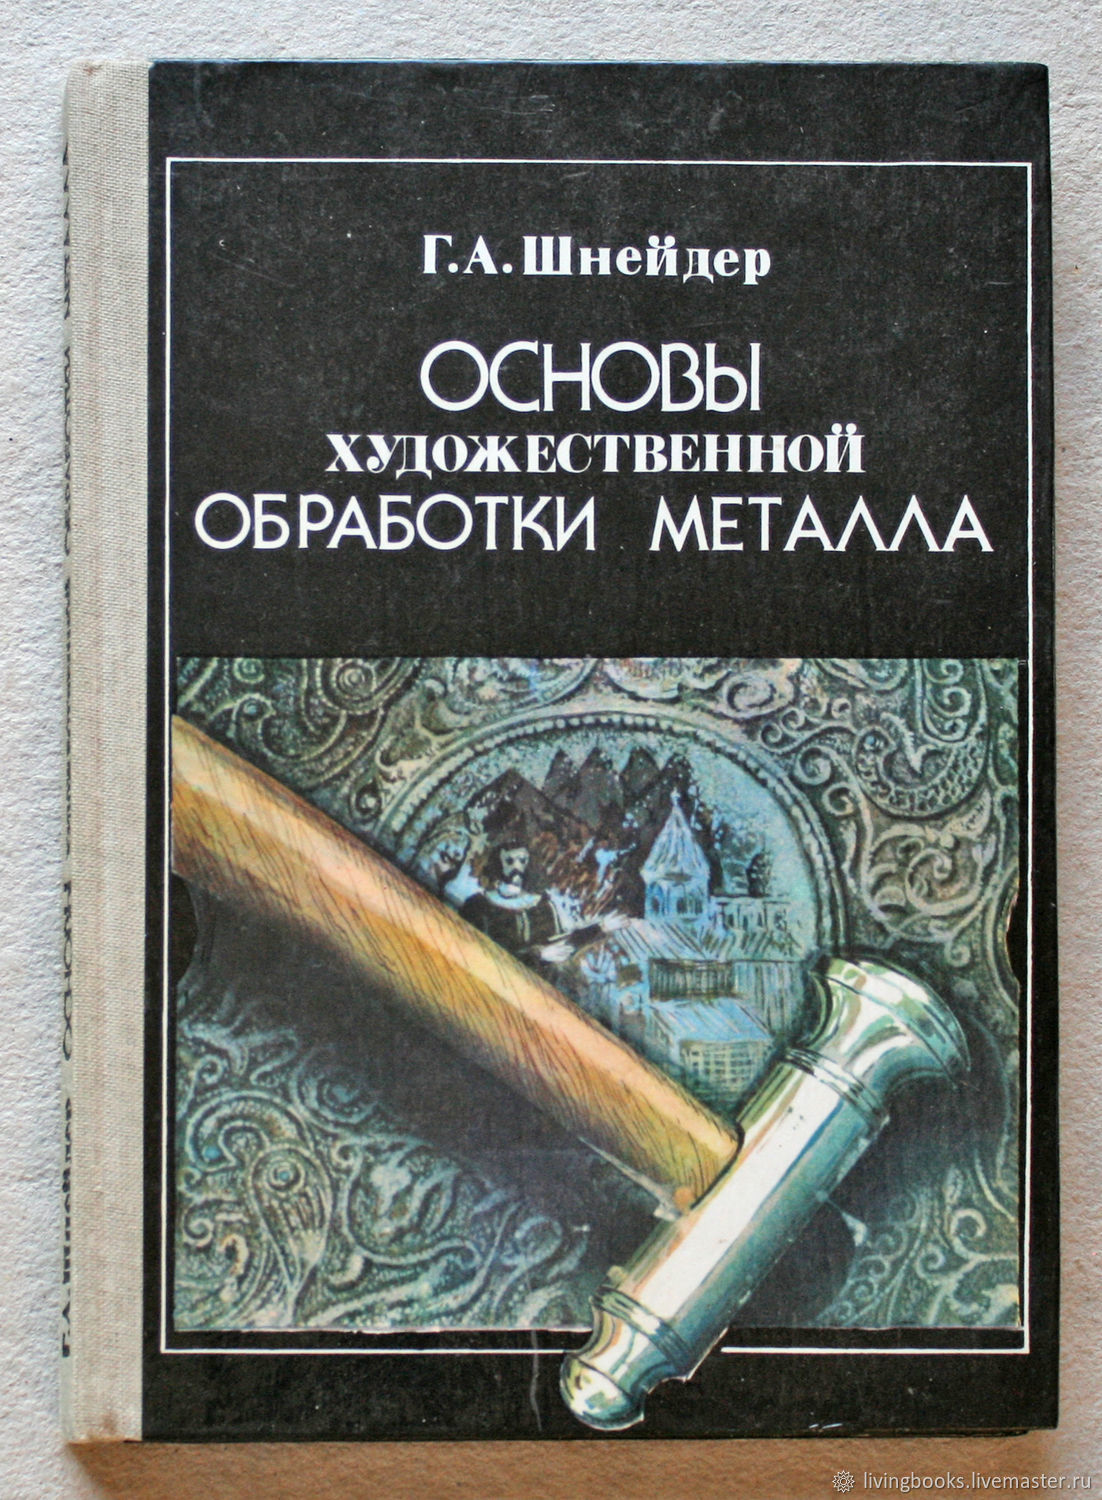 Г.А.Шнейдер
ОСНОВЫ
ХУДОЖЕСТВЕННОЙ
ОБРАБОТКИ МЕТАЛЛА
livingbooks.livemaster.ru